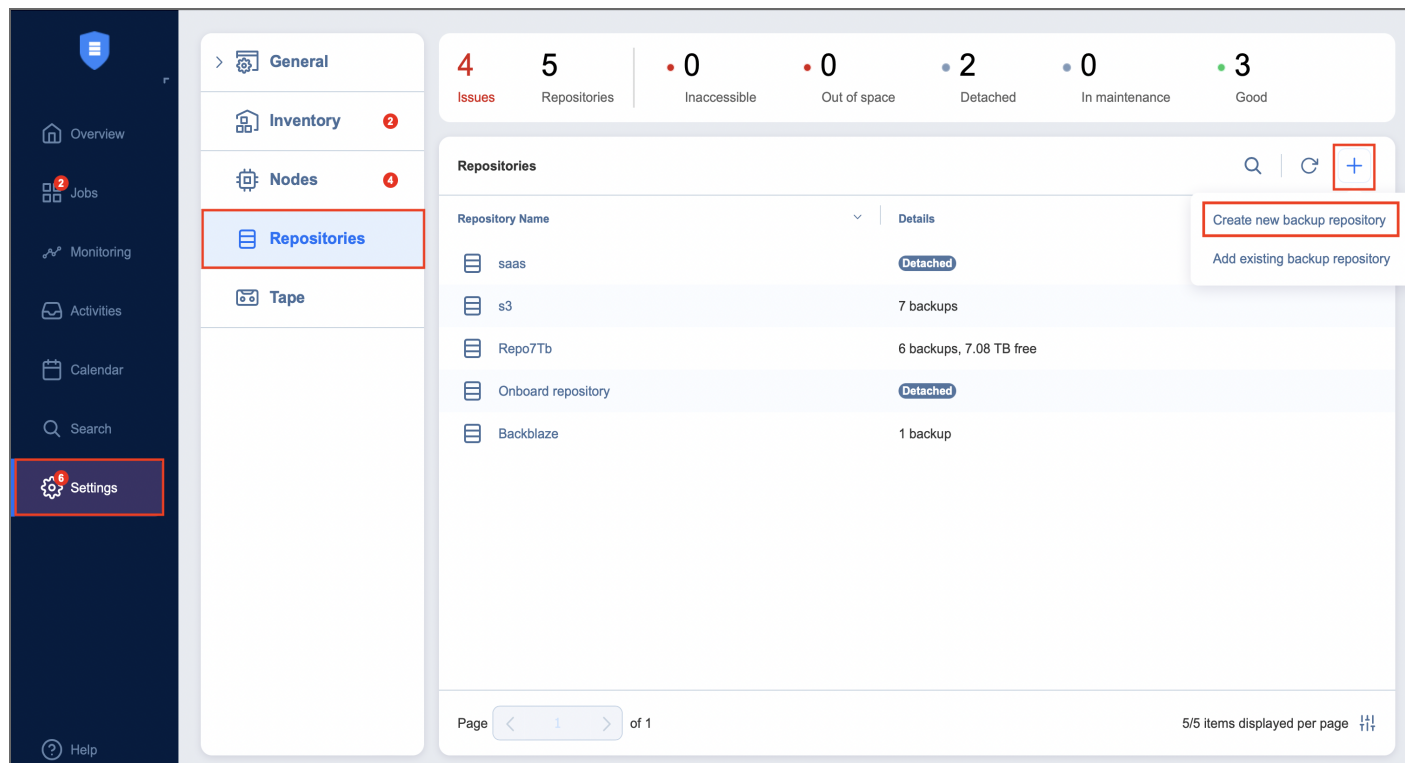 Overview
2
Jobs
Monitoring
Activities
Calendar
Search
6
Settings
Help
General
Inventory 2
Nodes 4
Repositories
Tape
4 5 0 0 2 0 3
Issues Repositories Inaccessible Out of space Detached In maintenance Good
Repositories
Repository Name Details
Create new backup repository
Add existing backup repository
saas Detached
s3 7 backups
Repo7Tb 6 backups, 7.08 TB free
Onboard repository Detached
Backblaze 1 backup
Page 1 of 1 5/5 items displayed per page